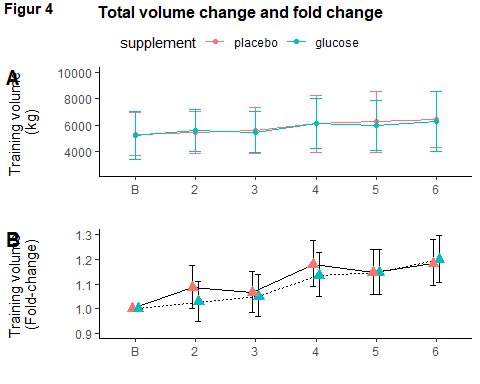 Figur 4
Total volume change and fold change
supplement placebo glucose
A
Training volume
(kg)
10000
8000
6000
4000
B 2 3 4 5 6
B
Training volume
(Fold-change)
1.3
1.2
1.1
1.0
0.9
B 2 3 4 5 6